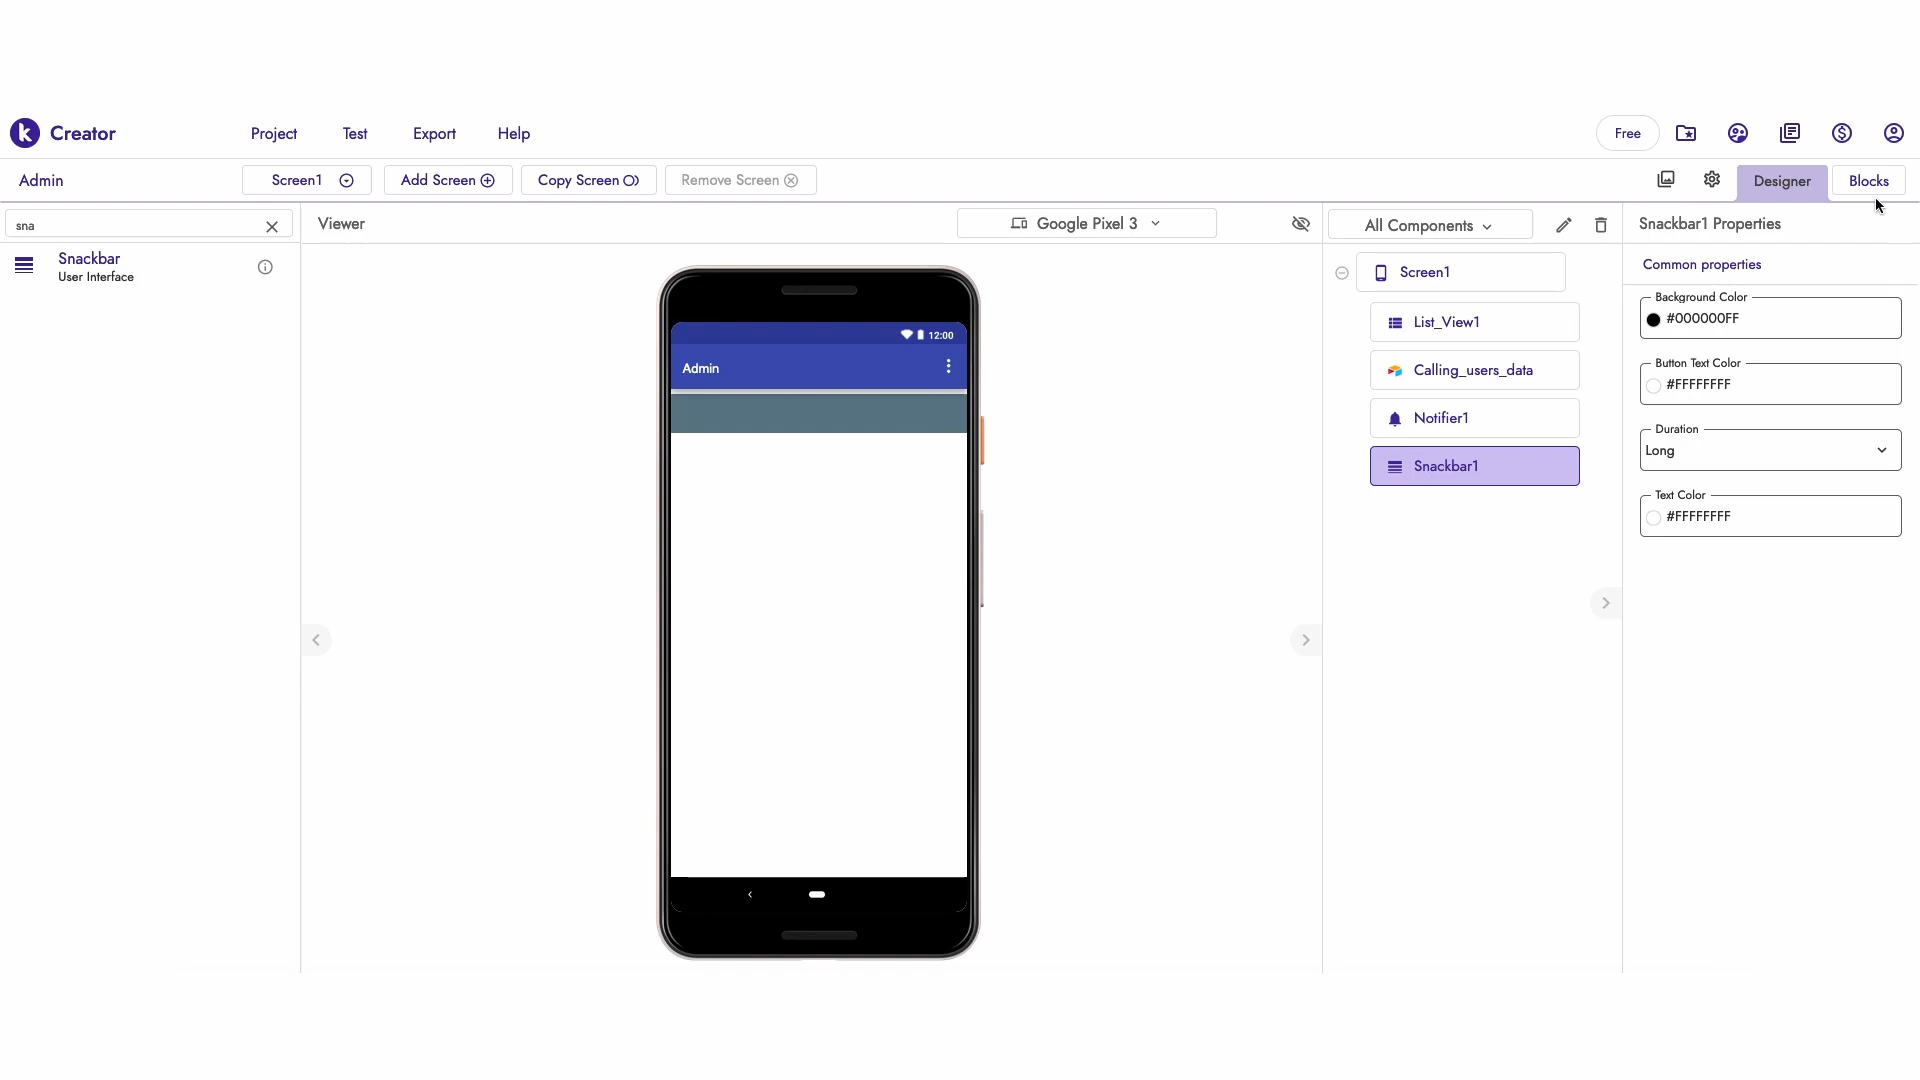 Creator
Project
Test
Export
Help
Free
Admin
Screen1
Add Screen
Copy Screen
Remove Screen
Designer
Blocks
sna
Viewer
Google Pixel 3
All Components
Snackbar1 Properties
Snackbar
User Interface
Common properties
Screen1
List_View1
Calling_users_data
Notifier1
Snackbar1
Background Color
#000000FF
Button Text Color
#FFFFFFFF
Duration
Long
Text Color
#FFFFFFFF
12:00
Admin